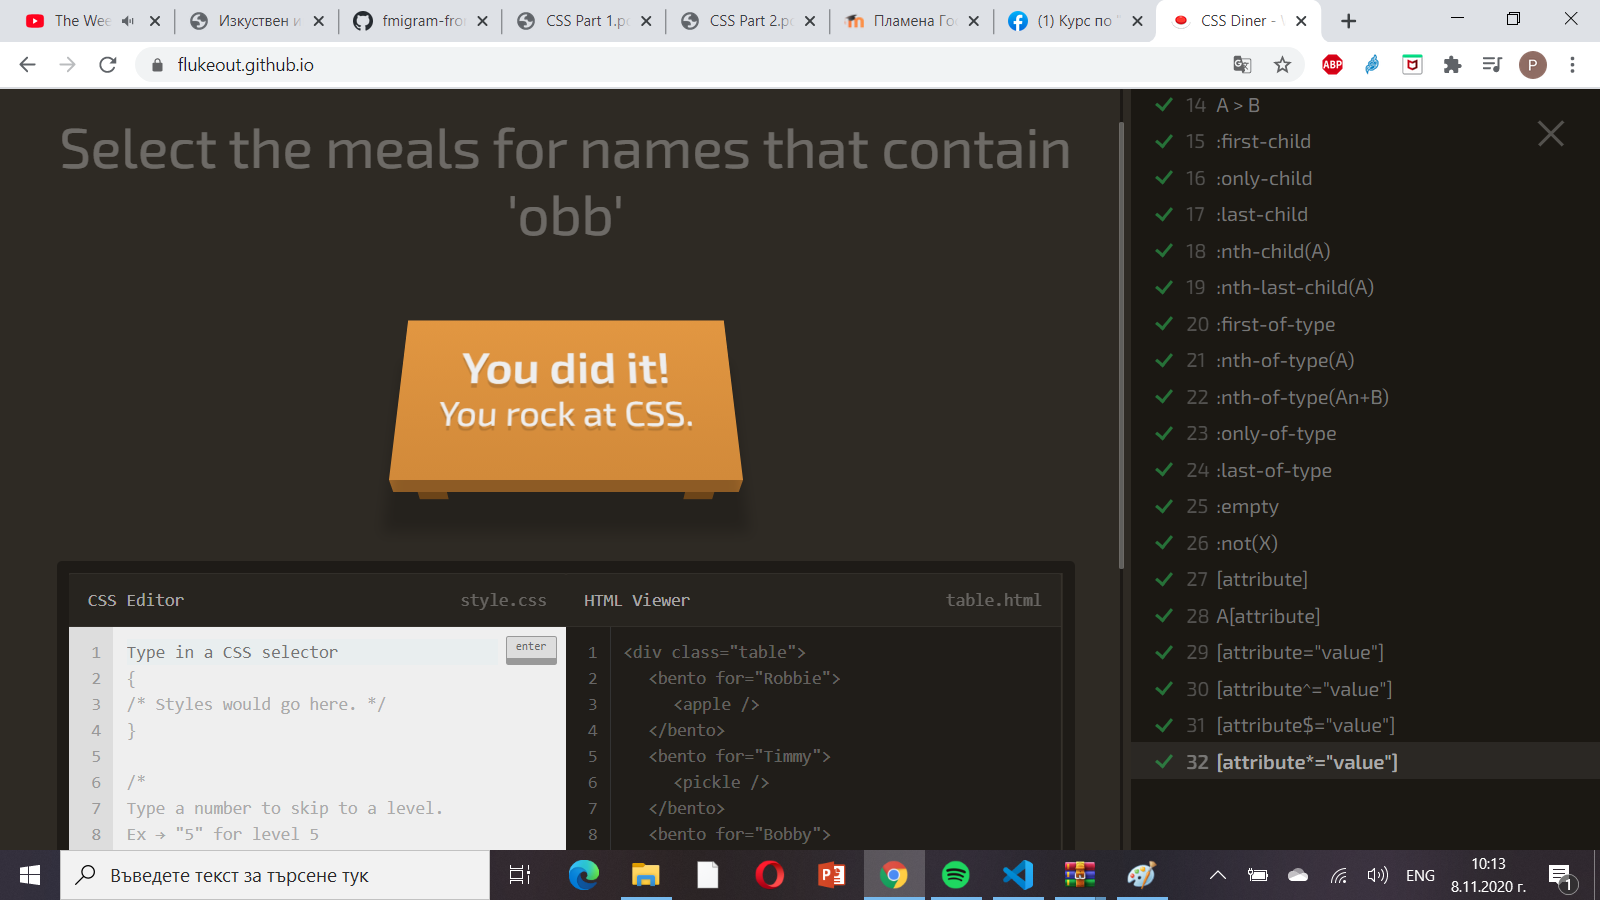 The Wee
Изкуствен и
fmigram-fro
CSS Part 1.pd
CSS Part 2.pd
Пламена Го
(1) Курс по "
CSS Diner -
flukeout.github.io
ABP
P
Select the meals for names that contain
'obb'
You did it!
You rock at CSS.
14 A > B
15 :first-child
16 :only-child
17 :last-child
18 :nth-child(A)
19 :nth-last-child(A)
20 :first-of-type
21 :nth-of-type(A)
22 :nth-of-type(An+B)
23 :only-of-type
24 :last-of-type
25 :empty
26 :not(X)
27 [attribute]
28 A[attribute]
29 [attribute="value"]
30 [attribute^="value"]
31 [attribute$="value"]
32 [attribute*="value"]
CSS Editor style.css
1 Type in a CSS selector enter
2 {
3 /* Styles would go here. */
4 }
5
6 /*
7 Type a number to skip to a level.
8 Ex → "5" for level 5
HTML Viewer table.html
1 <div class="table">
2 <bento for="Robbie">
3 <apple />
4 </bento>
5 <bento for="Timmy">
6 <pickle />
7 </bento>
8 <bento for="Bobby">
Въведете текст за търсене тук
ENG
10:13
8.11.2020 г.
1